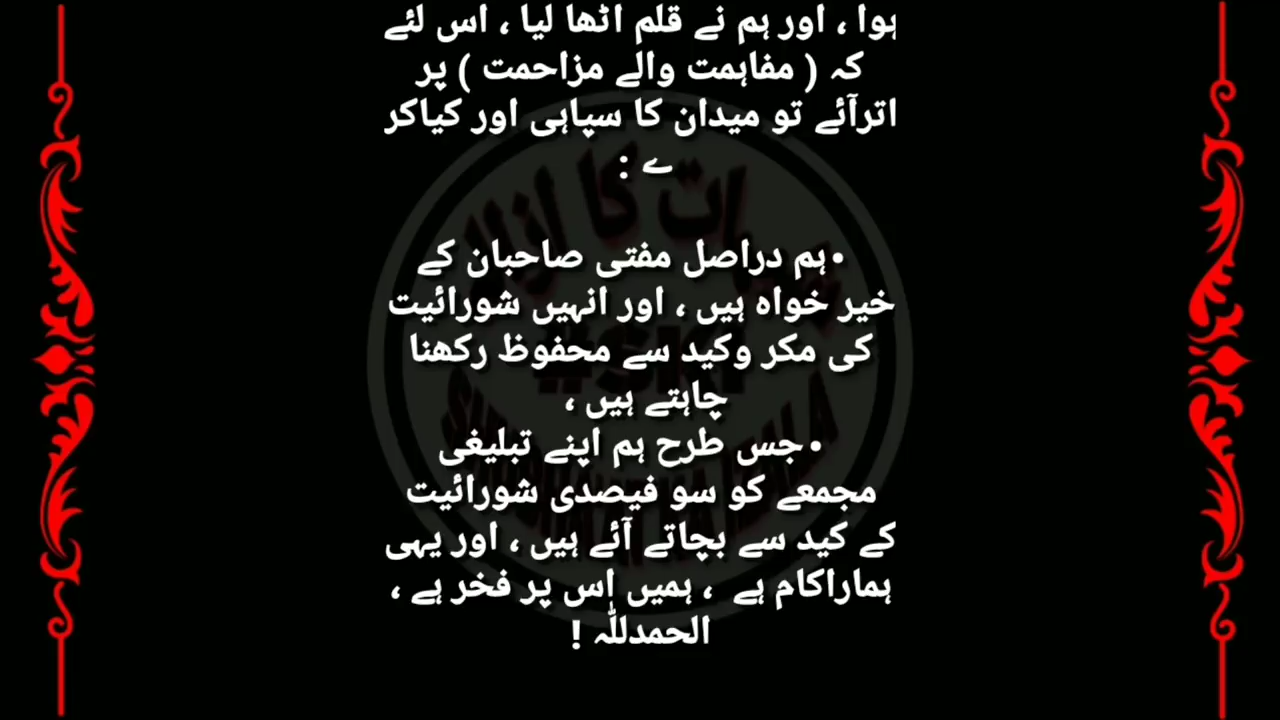 ہوا ، اور ہم نے قلم اٹھا لیا ، اس لئے
کہ ( مفاہمت والے مزاحمت ) پر
اترآئے تو میدان کا سپاہی اور کیاکر
ے :
•ہم دراصل مفتی صاحبان کے
خیر خواہ ہیں ، اور انہیں شورائیت
کی مکر وکید سے محفوظ رکھنا
چاہتے ہیں ،
•جس طرح ہم اپنے تبلیغی
مجمعے کو سو فیصدی شورائیت
کے کید سے بچاتے آئے ہیں ، اور یہی
ہماراکام ہے ، ہمیں اِس پر فخر ہے ،
الحمدللّٰہ !